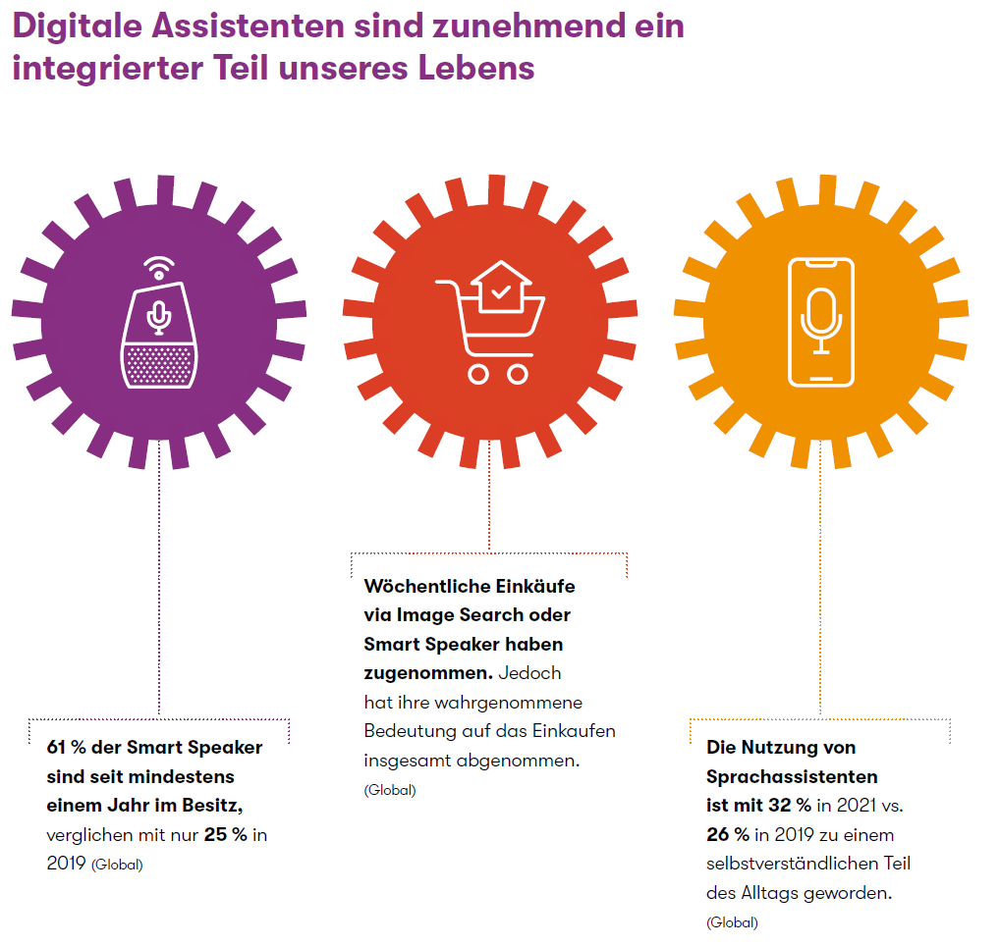 Digitale Assistenten sind zunehmend ein
integrierter Teil unseres Lebens
61 % der Smart Speaker
sind seit mindestens
einem Jahr im Besitz,
verglichen mit nur 25 % in
2019 (Global)
Wöchentliche Einkäufe
via Image Search oder
Smart Speaker haben
zugenommen. Jedoch
hat ihre wahrgenommene
Bedeutung auf das Einkaufen
insgesamt abgenommen.
(Global)
Die Nutzung von
Sprachassistenten
ist mit 32 % in 2021 vs.
26 % in 2019 zu einem
selbstverständlichen Teil
des Alltags geworden.
(Global)